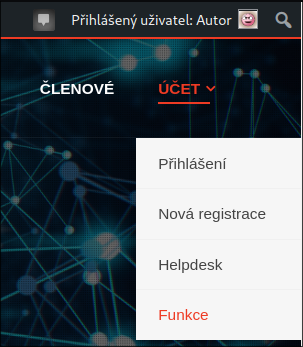 Přihlášený uživatel: Autor
ČLENOVÉ
ÚČET
Přihlášení
Nová registrace
Helpdesk
Funkce